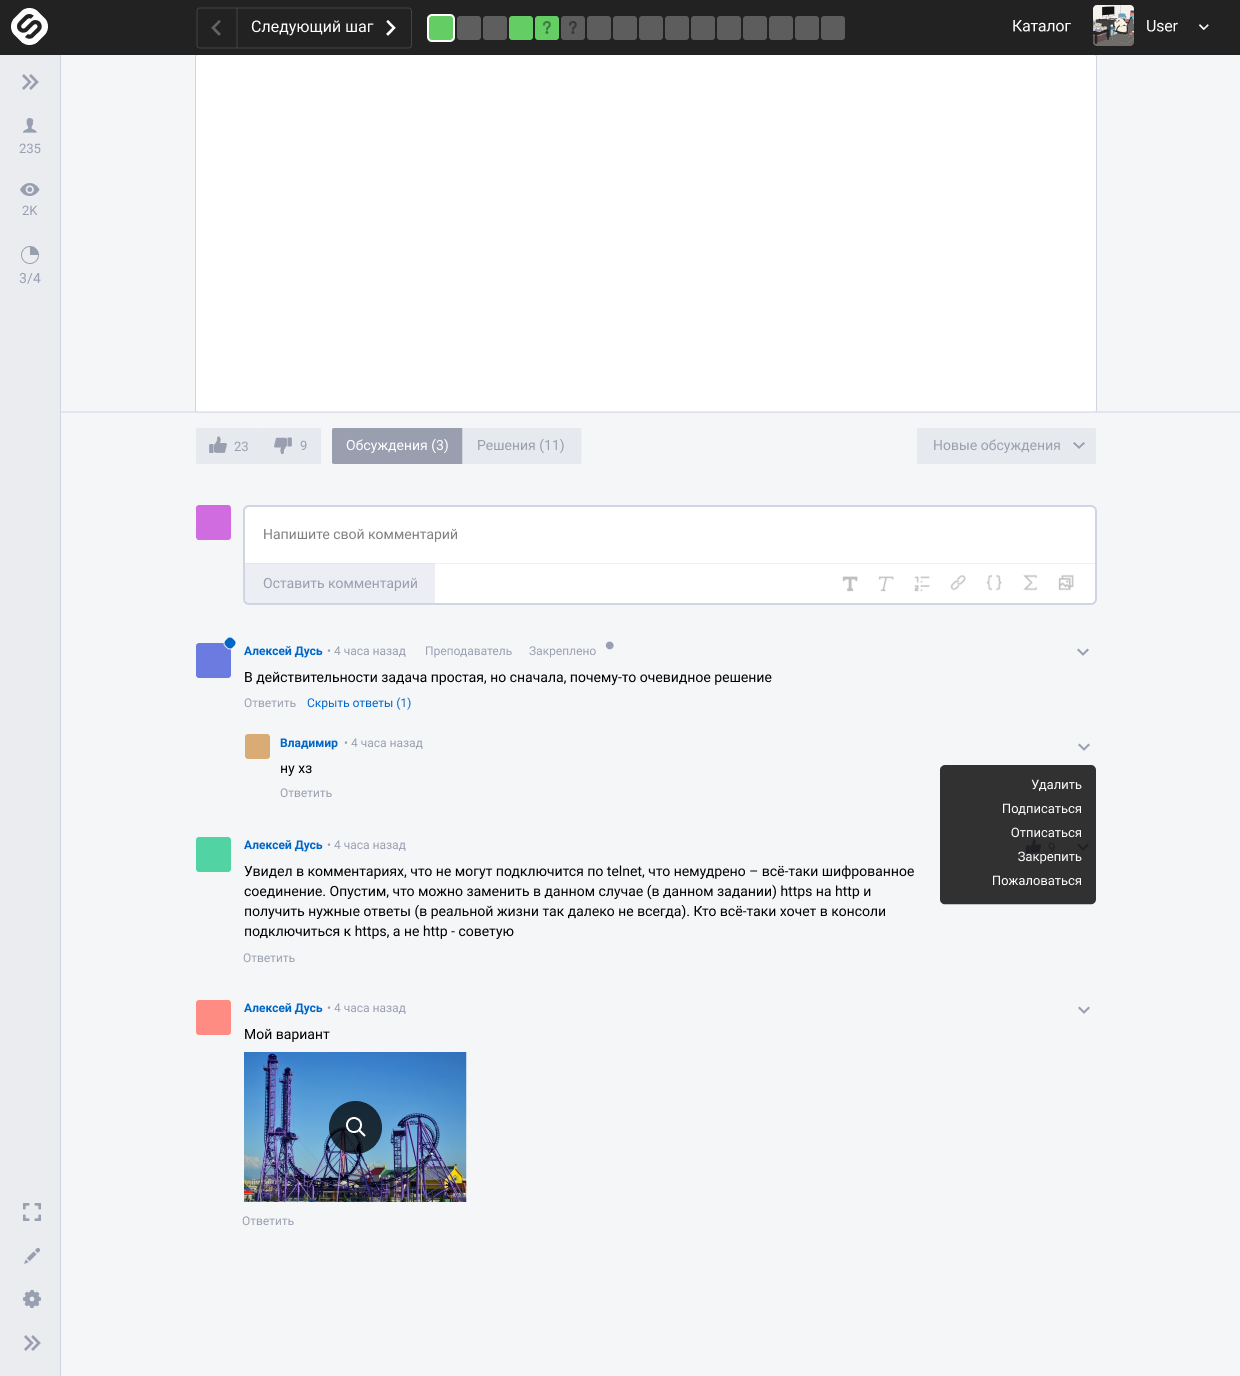 Следующий шаг
?
?
Каталог
User
235
2K
3/4
23
9
Обсуждения (3)
Решения (11)
Новые обсуждения
Напишите свой комментарий
Оставить комментарий
T T {} Σ
Алексей Дусь • 4 часа назад Преподаватель Закреплено
В действительности задача простая, но сначала, почему-то очевидное решение
Ответить Скрыть ответы (1)
Владимир • 4 часа назад
ну хз
Ответить
Удалить
Подписаться
Отписаться
Закрепить
Пожаловаться
9
Алексей Дусь • 4 часа назад
Увидел в комментариях, что не могут подключится по telnet, что немудрено – всё-таки шифрованное
соединение. Опустим, что можно заменить в данном случае (в данном задании) https на http и
получить нужные ответы (в реальной жизни так далеко не всегда). Кто всё-таки хочет в консоли
подключиться к https, а не http - советую
Ответить
Алексей Дусь • 4 часа назад
Мой вариант
Ответить